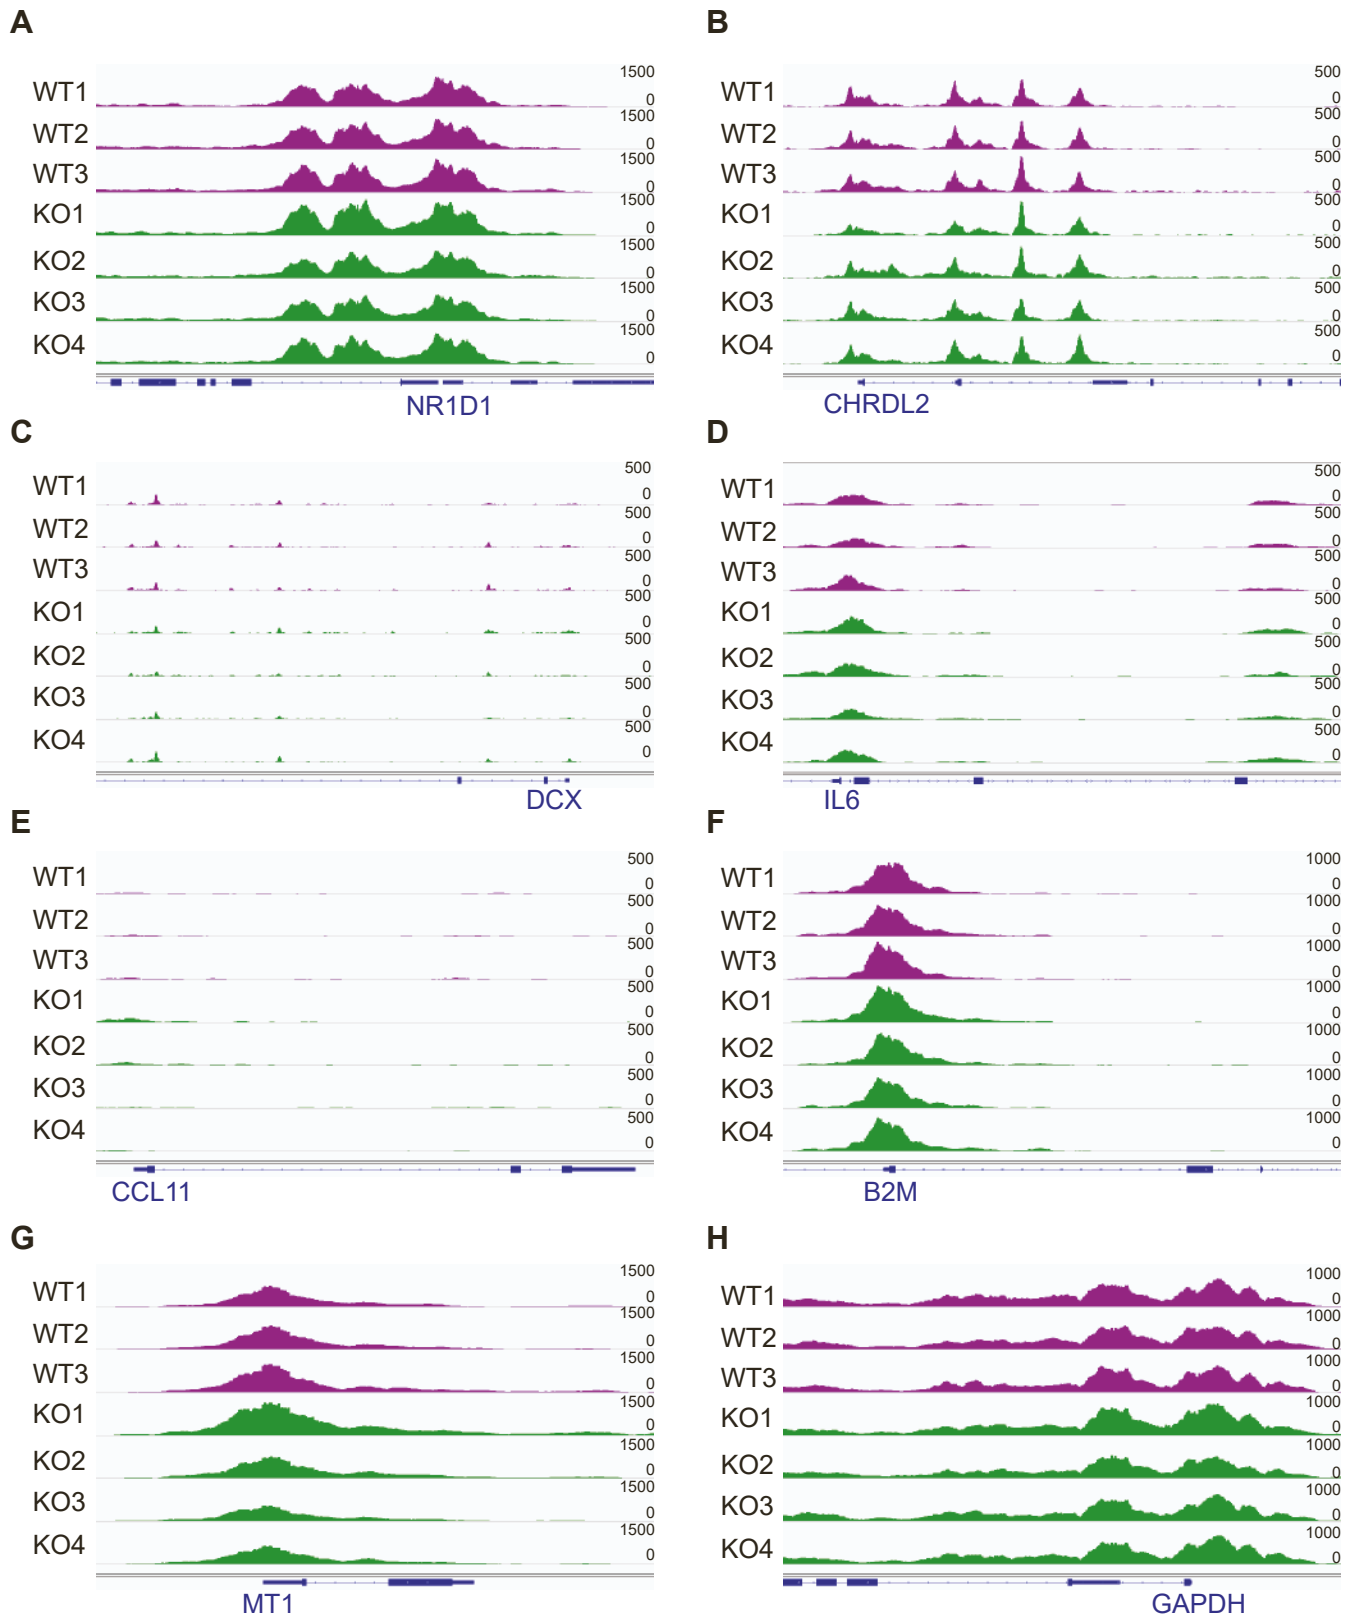 A
WT1 1500 0
WT2 1500 0
WT3 1500 0
KO1 1500 0
KO2 1500 0
KO3 1500 0
KO4 1500 0
NR1D1
B
WT1 500 0
WT2 500 0
WT3 500 0
KO1 500 0
KO2 500 0
KO3 500 0
KO4 500 0
CHRDL2
C
WT1 500 0
WT2 500 0
WT3 500 0
KO1 500 0
KO2 500 0
KO3 500 0
KO4 500 0
DCX
D
WT1 500 0
WT2 500 0
WT3 500 0
KO1 500 0
KO2 500 0
KO3 500 0
KO4 500 0
IL6
E
WT1 500 0
WT2 500 0
WT3 500 0
KO1 500 0
KO2 500 0
KO3 500 0
KO4 500 0
CCL11
F
WT1 1000 0
WT2 1000 0
WT3 1000 0
KO1 1000 0
KO2 1000 0
KO3 1000 0
KO4 1000 0
B2M
G
WT1 1500 0
WT2 1500 0
WT3 1500 0
KO1 1500 0
KO2 1500 0
KO3 1500 0
KO4 1500 0
MT1
H
WT1 1000 0
WT2 1000 0
WT3 1000 0
KO1 1000 0
KO2 1000 0
KO3 1000 0
KO4 1000 0
GAPDH